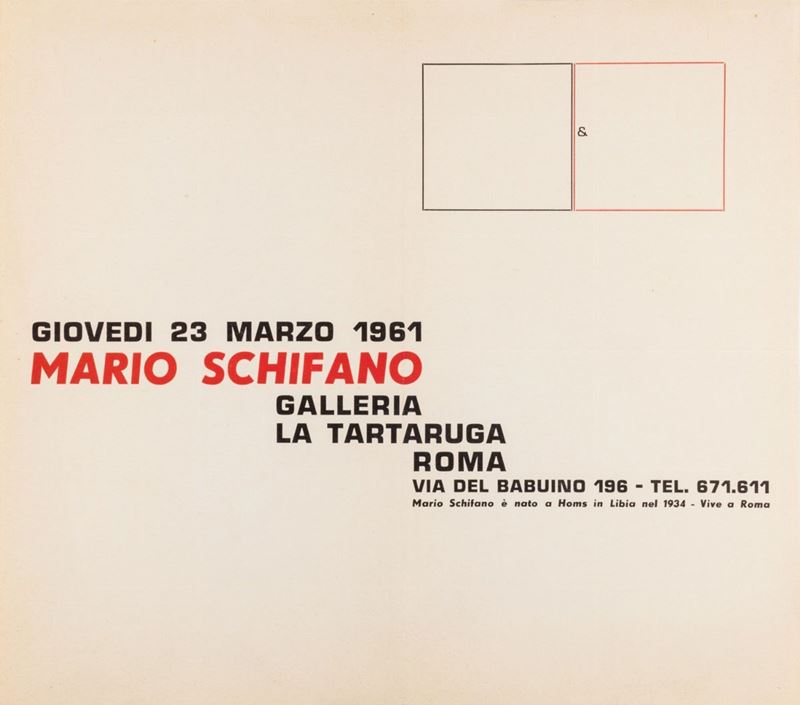 &
GIOVEDI 23 MARZO 1961
MARIO SCHIFANO
GALLERIA
LA TARTARUGA
ROMA
VIA DEL BABUINO 196 - TEL. 671.611
Mario Schifano è nato a Homs in Libia nel 1934 - Vive a Roma